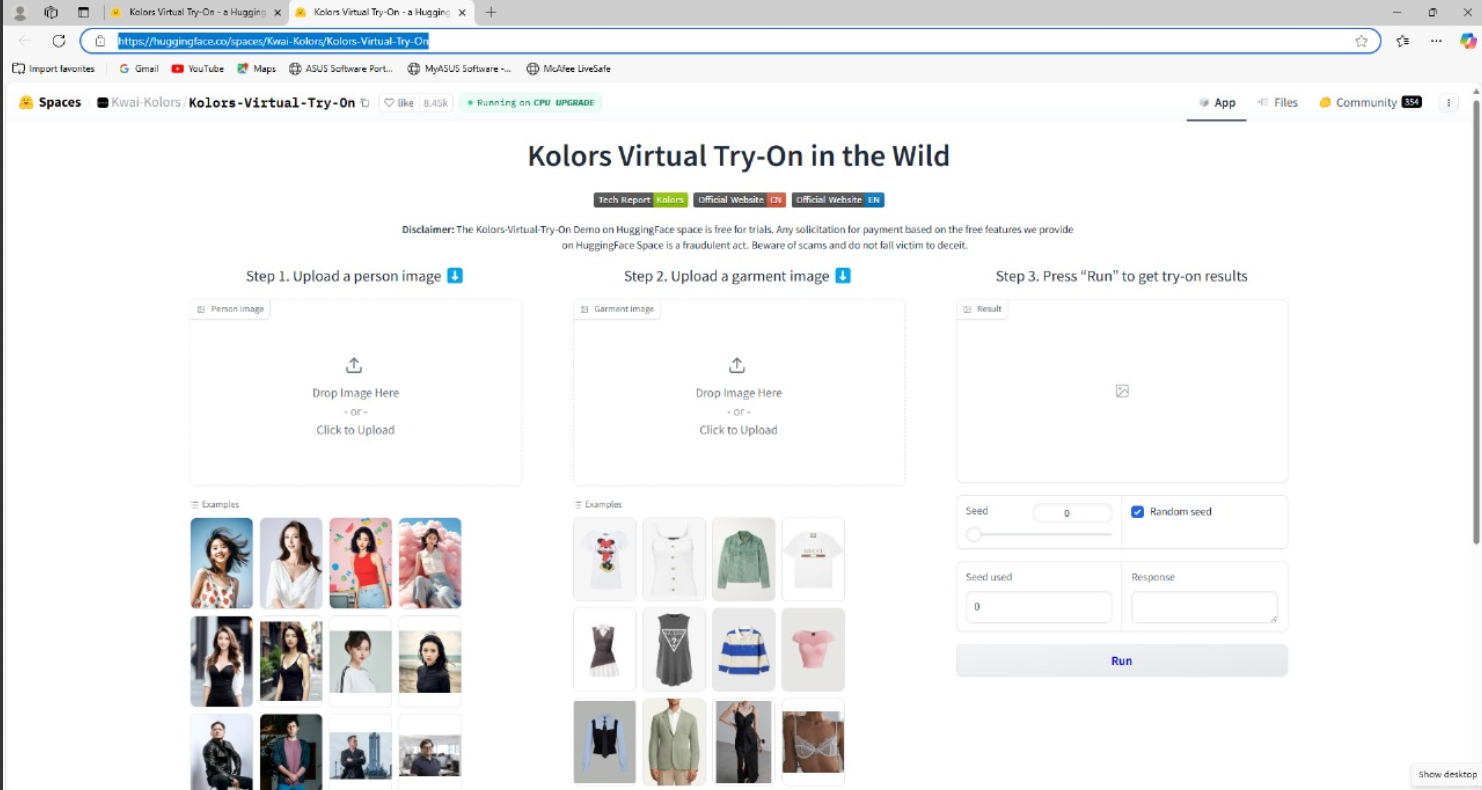 Kolors Virtual Try-On - a Hugging
Kolors Virtual Try-On - a Hugging
https://huggingface.co/spaces/Kwai-Kolors/Kolors-Virtual-Try-On
Import favorites
Gmail
YouTube
Maps
ASUS Software Port...
MyASUS Software -...
McAfee LiveSafe
Spaces
Kwai-Kolors/Kolors-Virtual-Try-On
like 8.45k
Running on CPU UPGRADE
App
Files
Community 354
Kolors Virtual Try-On in the Wild
Tech Report Kolors
Official Website CN
Official Website EN
Disclaimer: The Kolors-Virtual-Try-On Demo on HuggingFace space is free for trials. Any solicitation for payment based on the free features we provide
on HuggingFace Space is a fraudulent act. Beware of scams and do not fall victim to deceit.
Step 1. Upload a person image
Person image
Drop Image Here
- or -
Click to Upload
Examples
Step 2. Upload a garment image
Garment image
Drop Image Here
- or -
Click to Upload
Examples
GUCCI
Step 3. Press “Run” to get try-on results
Result
Seed
0
Random seed
Seed used
0
Response
Run
Show desktop